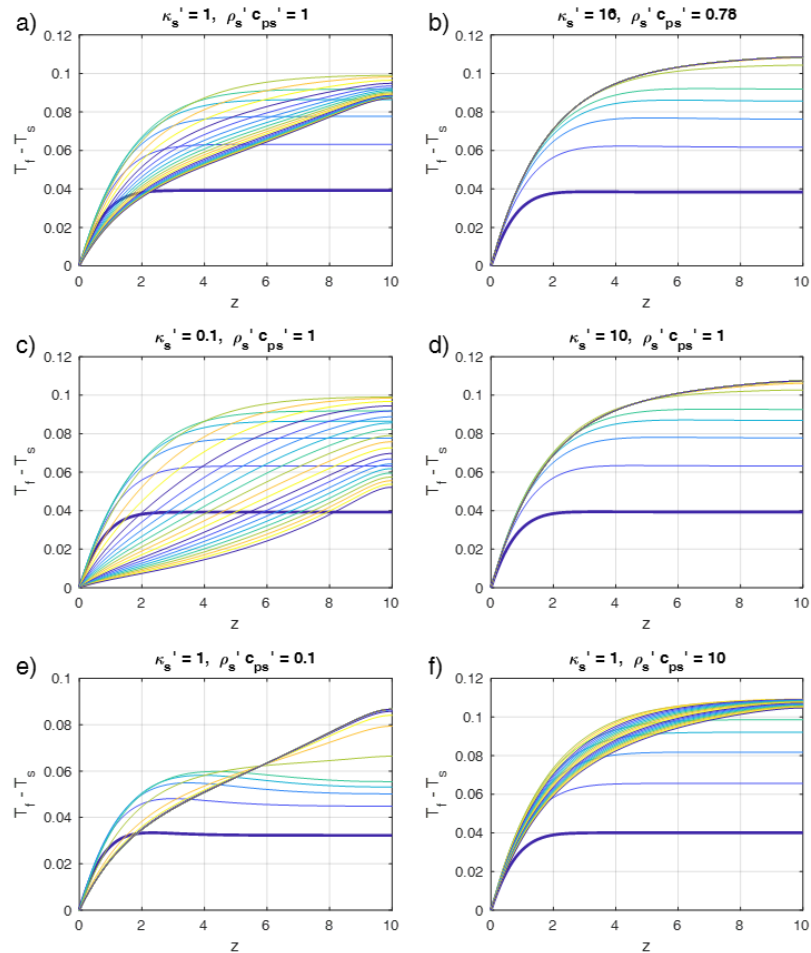 a)
κs' = 1, ρs' cps' = 1
0.12
0.1
0.08
0.06
0.04
0.02
0
Tf - Ts
0 2 4 6 8 10
z
b)
κs' = 16, ρs' cps' = 0.78
0.12
0.1
0.08
0.06
0.04
0.02
0
Tf - Ts
0 2 4 6 8 10
z
c)
κs' = 0.1, ρs' cps' = 1
0.12
0.1
0.08
0.06
0.04
0.02
0
Tf - Ts
0 2 4 6 8 10
z
d)
κs' = 10, ρs' cps' = 1
0.12
0.1
0.08
0.06
0.04
0.02
0
Tf - Ts
0 2 4 6 8 10
z
e)
κs' = 1, ρs' cps' = 0.1
0.1
0.08
0.06
0.04
0.02
0
Tf - Ts
0 2 4 6 8 10
z
f)
κs' = 1, ρs' cps' = 10
0.12
0.1
0.08
0.06
0.04
0.02
0
Tf - Ts
0 2 4 6 8 10
z